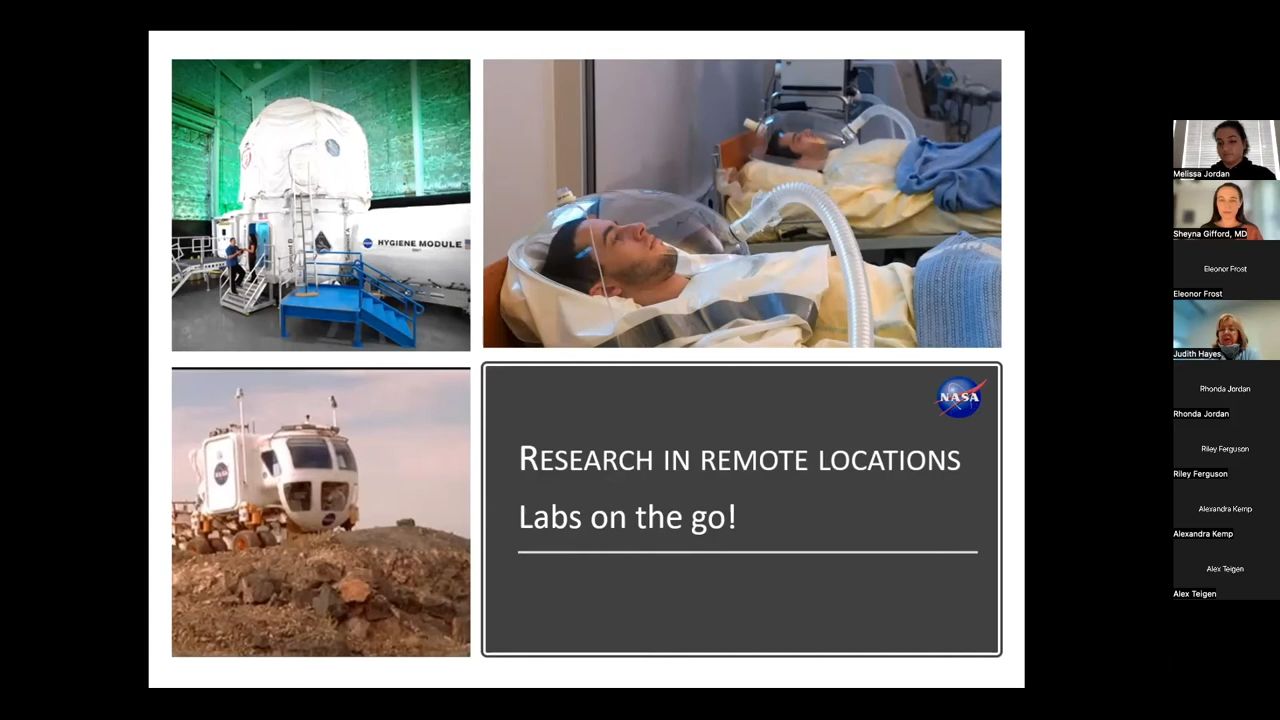 HYGIENE MODULE
NASA
RESEARCH IN REMOTE LOCATIONS
Labs on the go!
Melissa Jordan
Sheyna Gifford, MD
Eleonor Frost
Eleonor Frost
Judith Hayes
Rhonda Jordan
Rhonda Jordan
Riley Ferguson
Riley Ferguson
Alexandra Kemp
Alexandra Kemp
Alex Teigen
Alex Teigen